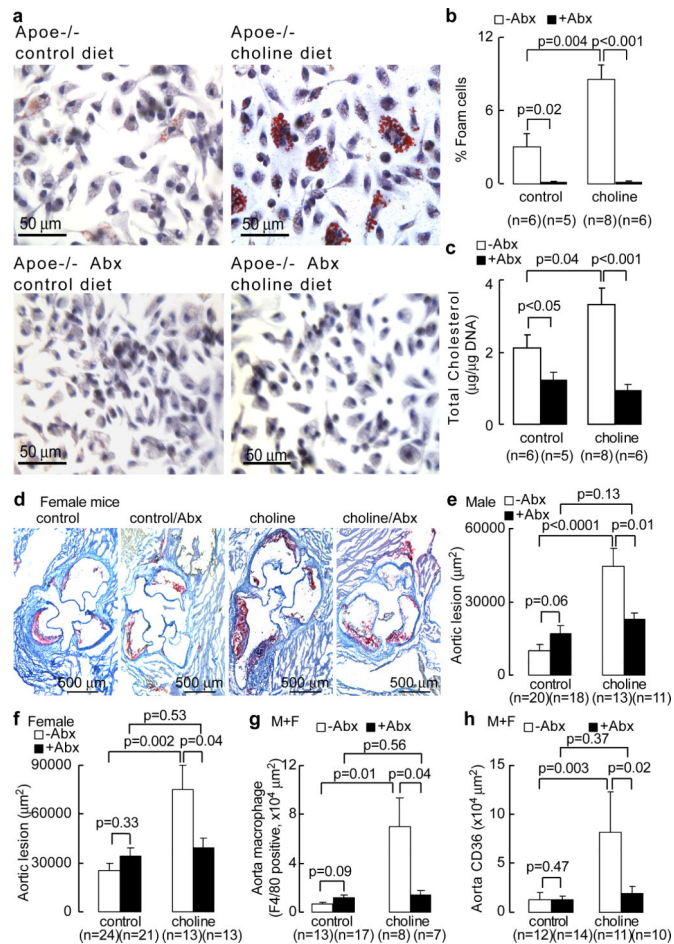 a
Apoe-/-
control diet
Apoe-/-
choline diet
50 μm
50 μm
Apoe-/- Abx
control diet
Apoe-/- Abx
choline diet
50 μm
50 μm
b
-Abx +Abx
p=0.004 p<0.001
p=0.02
% Foam cells
12
6
0
control choline
(n=6)(n=5) (n=8)(n=6)
c
-Abx
+Abx
p=0.04 p<0.001
p<0.05
Total Cholesterol
(μg/μg DNA)
4
2
0
control choline
(n=6)(n=5) (n=8)(n=6)
d Female mice
control control/Abx choline choline/Abx
500 μm 500 μm 500 μm 500 μm
e Male
-Abx
+Abx
p=0.13
p<0.0001 p=0.01
p=0.06
Aortic lesion (μm²)
60000
30000
0
control choline
(n=20)(n=18) (n=13)(n=11)
f Female
-Abx
+Abx
p=0.53
p=0.002 p=0.04
p=0.33
Aortic lesion (μm²)
90000
60000
30000
0
control choline
(n=24)(n=21) (n=13)(n=13)
g M+F
-Abx +Abx
p=0.56
p=0.01 p=0.04
p=0.09
Aorta macrophage
(F4/80 positive, x10⁴ μm²)
12
8
4
0
control choline
(n=13)(n=17) (n=8)(n=7)
h M+F
-Abx +Abx
p=0.37
p=0.003 p=0.02
p=0.47
Aorta CD36 (x10⁴ μm²)
15
10
5
0
control choline
(n=12)(n=14)(n=11)(n=10)